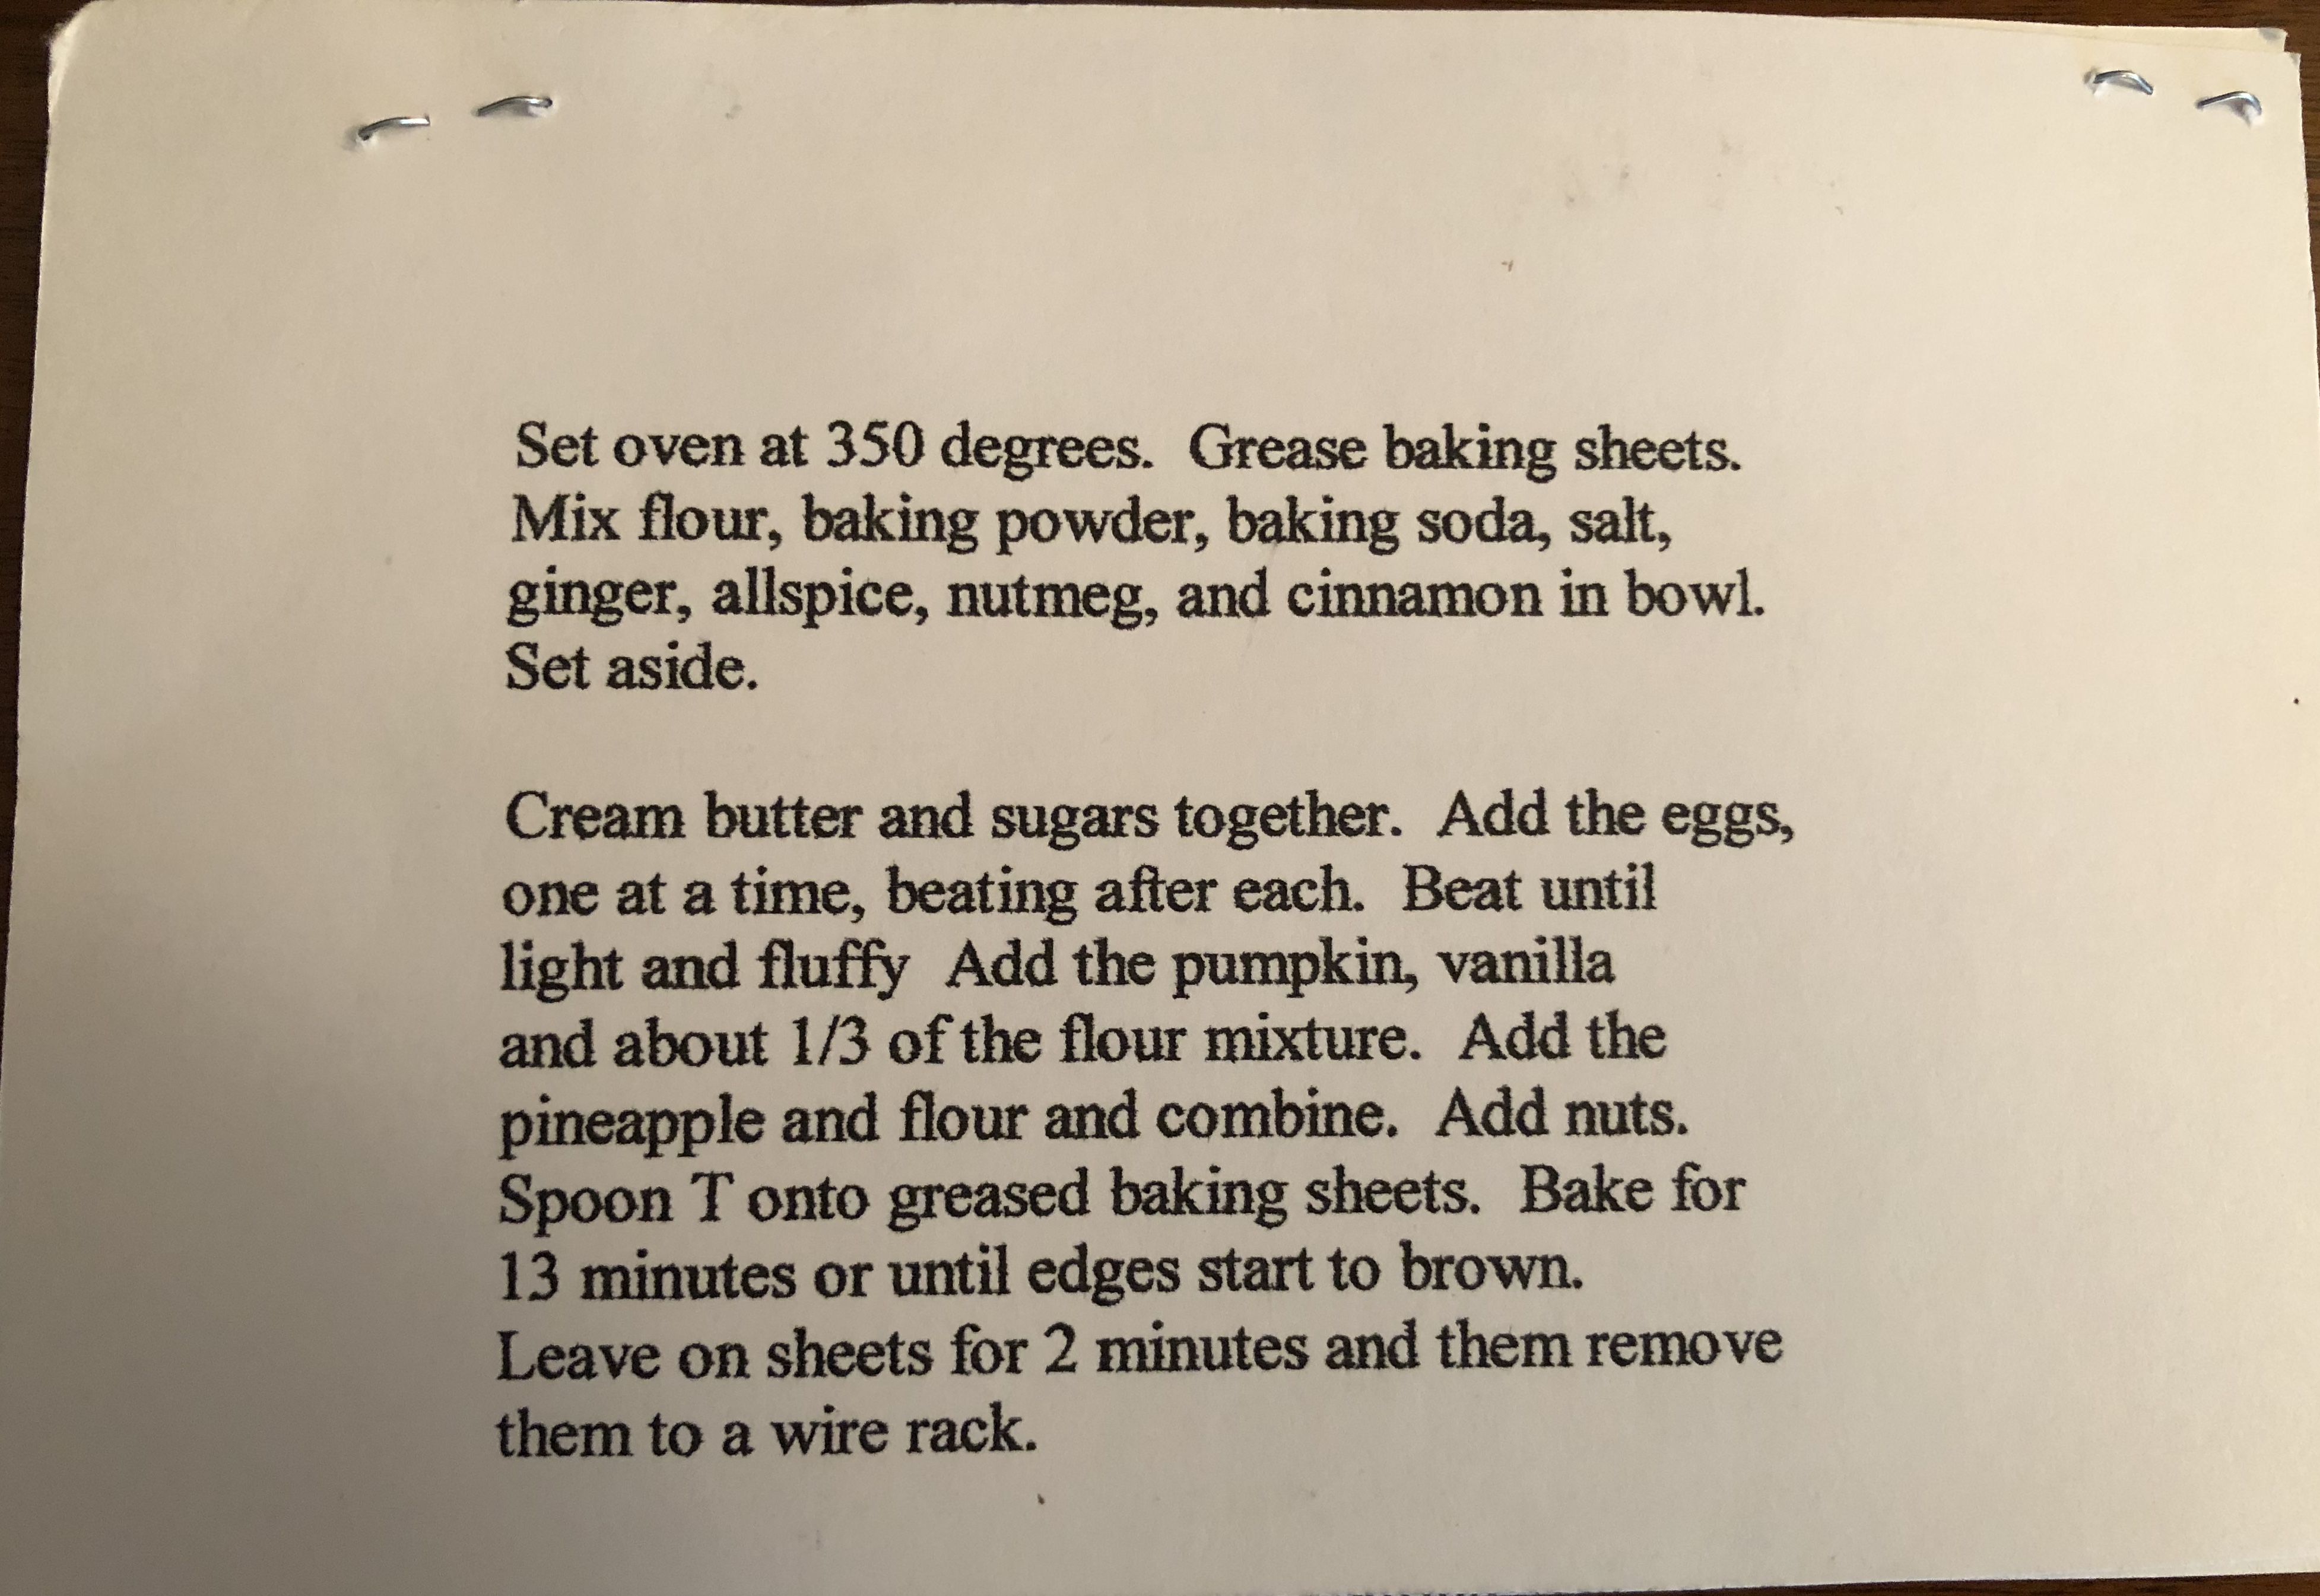 Set oven at 350 degrees.  Grease baking sheets.
Mix flour, baking powder, baking soda, salt,
ginger, allspice, nutmeg, and cinnamon in bowl.
Set aside.

Cream butter and sugars together.  Add the eggs,
one at a time, beating after each.  Beat until
light and fluffy  Add the pumpkin, vanilla
and about 1/3 of the flour mixture.  Add the
pineapple and flour and combine.  Add nuts.
Spoon T onto greased baking sheets.  Bake for
13 minutes or until edges start to brown.
Leave on sheets for 2 minutes and them remove
them to a wire rack.